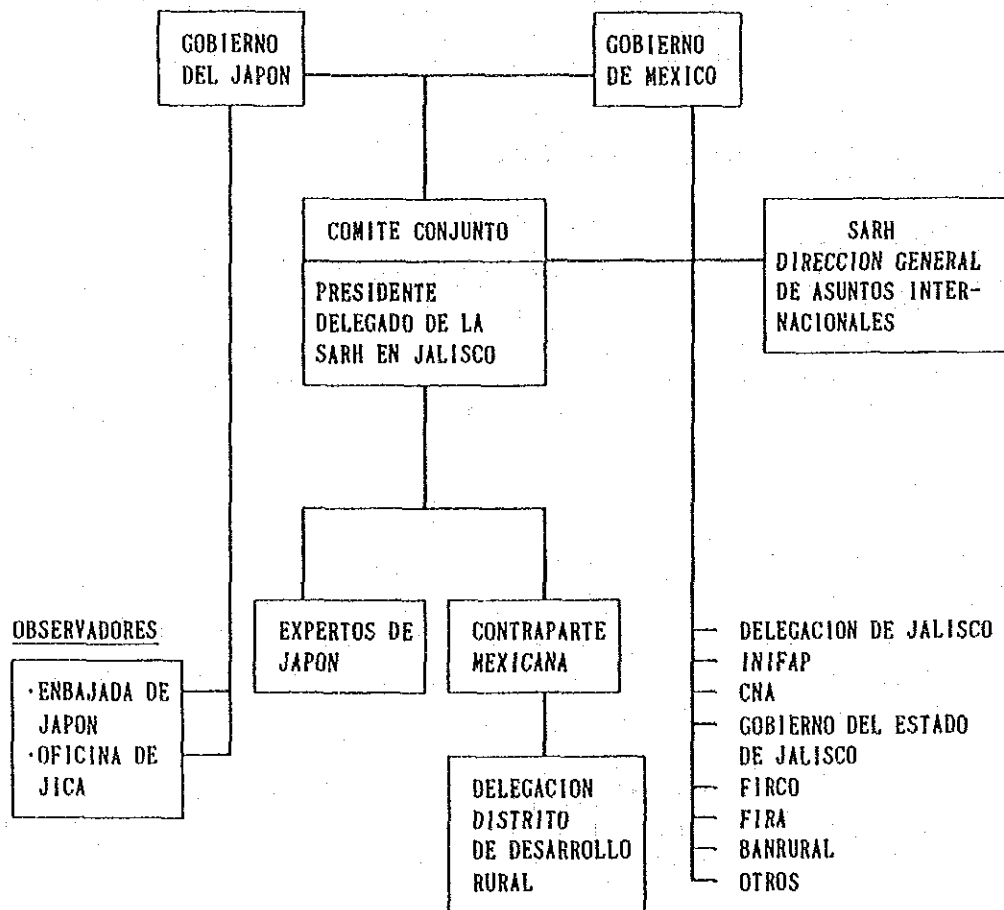 GOBIERNO
DEL JAPON
GOBIERNO
DE MEXICO
COMITE CONJUNTO
PRESIDENTE
DELEGADO DE LA
SARH EN JALISCO
SARH
DIRECCION GENERAL
DE ASUNTOS INTER-
NACIONALES
OBSERVADORES
·ENBAJADA DE
JAPON
·OFICINA DE
JICA
EXPERTOS DE
JAPON
CONTRAPARTE
MEXICANA
DELEGACION
DISTRITO
DE DESARROLLO
RURAL
DELEGACION DE JALISCO
INIFAP
CNA
GOBIERNO DEL ESTADO
DE JALISCO
FIRCO
FIRA
BANRURAL
OTROS